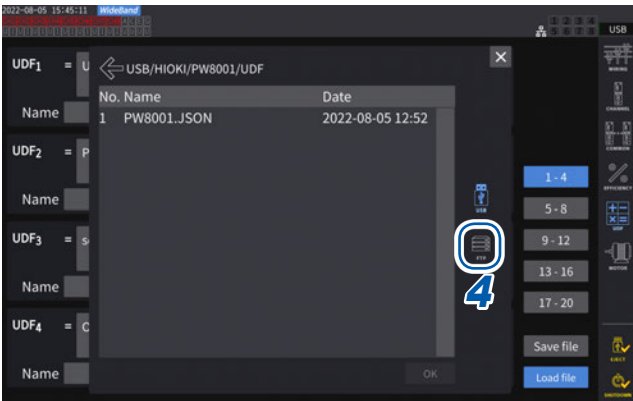 2022-08-05 15:45:11 WideBand
USB
UDF1 = U
Name
UDF2 = P
Name
UDF3 = s
Name
UDF4 = C
Name
USB/HIOKI/PW8001/UDF
No. Name Date
1 PW8001.JSON 2022-08-05 12:52
USB
FTP
4
OK
1 - 4
5 - 8
9 - 12
13 - 16
17 - 20
Save file
Load file
WIRING
CHANNEL
COMMON
EFFICIENCY
UDF
MOTOR
EJECT
SHUTDOWN